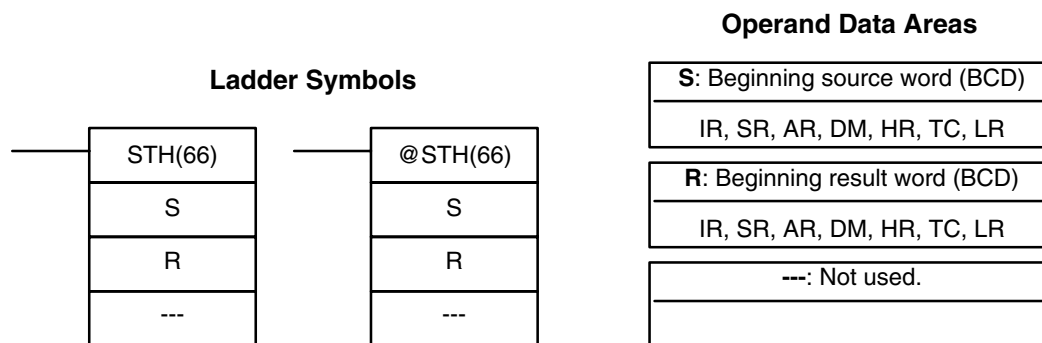 Operand Data Areas
Ladder Symbols
STH(66)
S
R
---
@STH(66)
S
R
---
S: Beginning source word (BCD)
IR, SR, AR, DM, HR, TC, LR
R: Beginning result word (BCD)
IR, SR, AR, DM, HR, TC, LR
---: Not used.